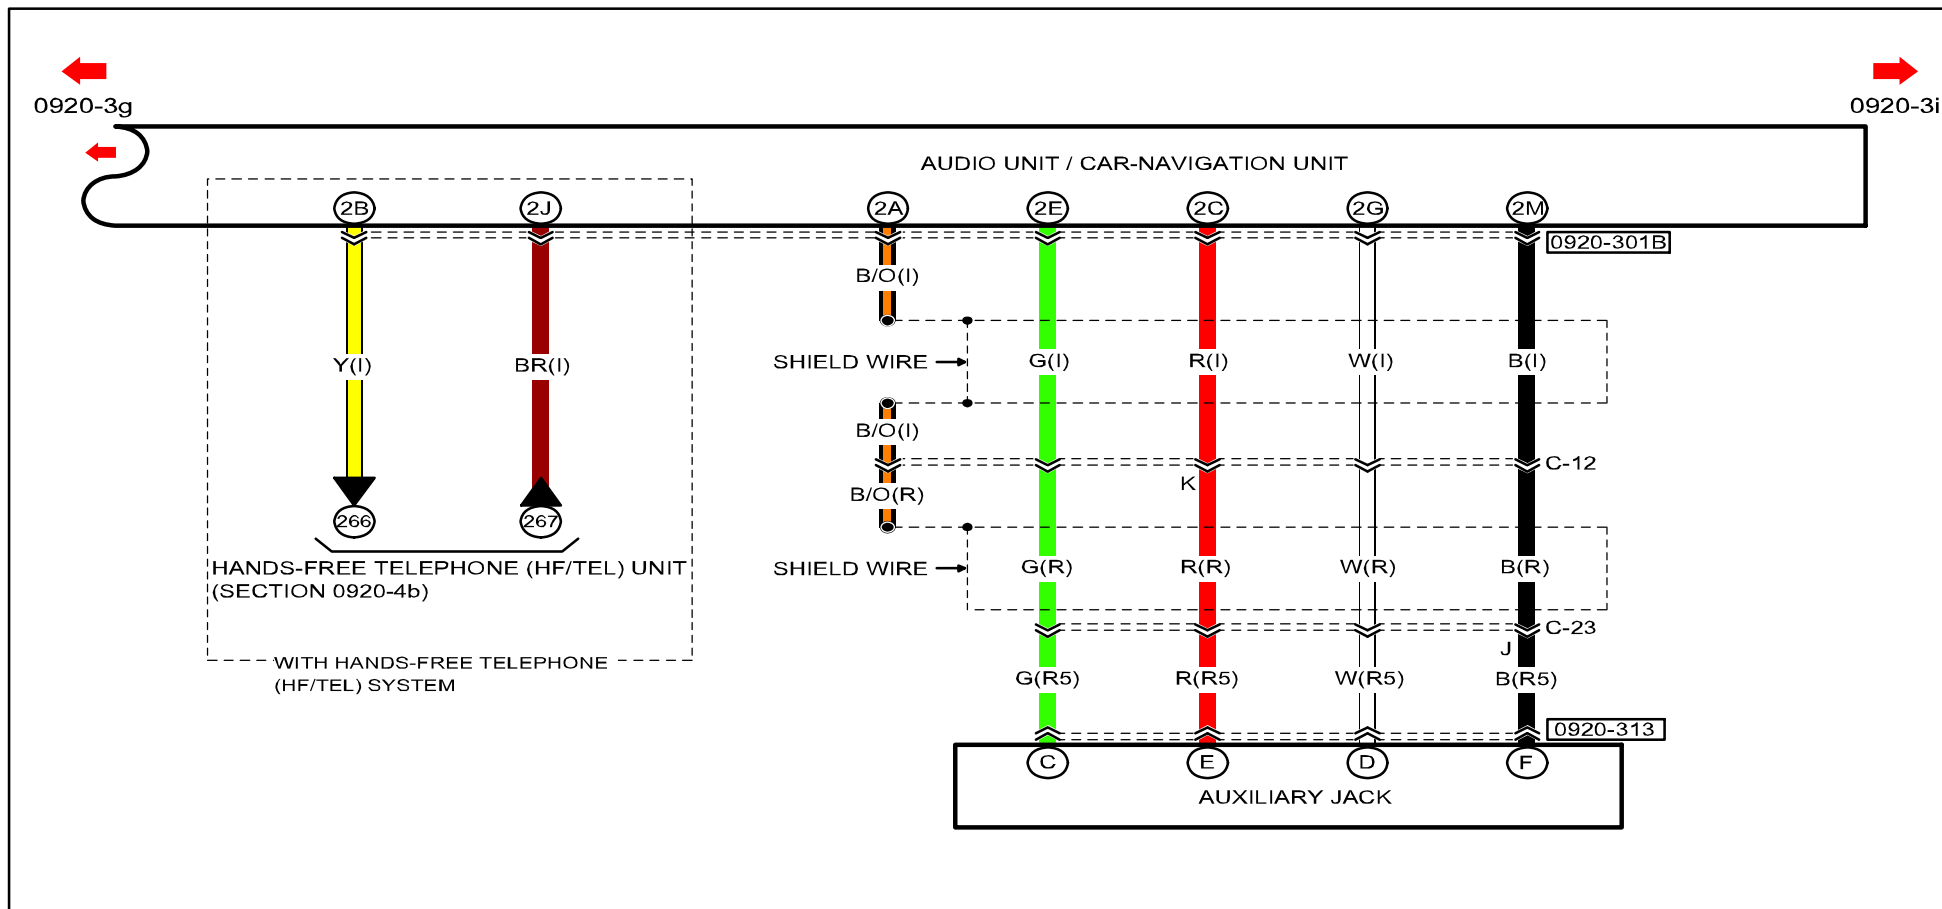 0920-3g
0920-3i
AUDIO UNIT / CAR-NAVIGATION UNIT
2B
2J
2A
2E
2C
2G
2M
0920-301B
B/O(I)
SHIELD WIRE
Y(I)
BR(I)
G(I)
R(I)
W(I)
B(I)
B/O(I)
C-12
K
B/O(R)
266
267
HANDS-FREE TELEPHONE (HF/TEL) UNIT
(SECTION 0920-4b)
SHIELD WIRE
G(R)
R(R)
W(R)
B(R)
C-23
J
WITH HANDS-FREE TELEPHONE
(HF/TEL) SYSTEM
G(R5)
R(R5)
W(R5)
B(R5)
0920-313
C
E
D
F
AUXILIARY JACK